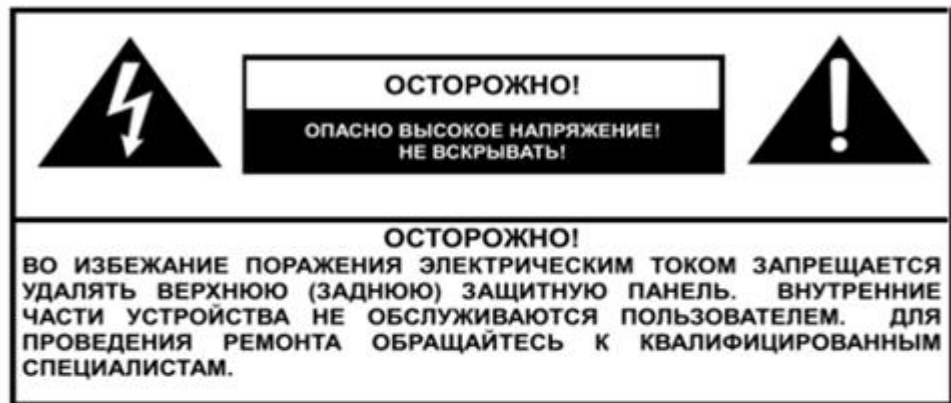 ОСТОРОЖНО!
ОПАСНО ВЫСОКОЕ НАПРЯЖЕНИЕ!
НЕ ВСКРЫВАТЬ!
ОСТОРОЖНО!
ВО ИЗБЕЖАНИЕ ПОРАЖЕНИЯ ЭЛЕКТРИЧЕСКИМ ТОКОМ ЗАПРЕЩАЕТСЯ
УДАЛЯТЬ ВЕРХНЮЮ (ЗАДНЮЮ) ЗАЩИТНУЮ ПАНЕЛЬ. ВНУТРЕННИЕ
ЧАСТИ УСТРОЙСТВА НЕ ОБСЛУЖИВАЮТСЯ ПОЛЬЗОВАТЕЛЕМ. ДЛЯ
ПРОВЕДЕНИЯ РЕМОНТА ОБРАЩАЙТЕСЬ К КВАЛИФИЦИРОВАННЫМ
СПЕЦИАЛИСТАМ.